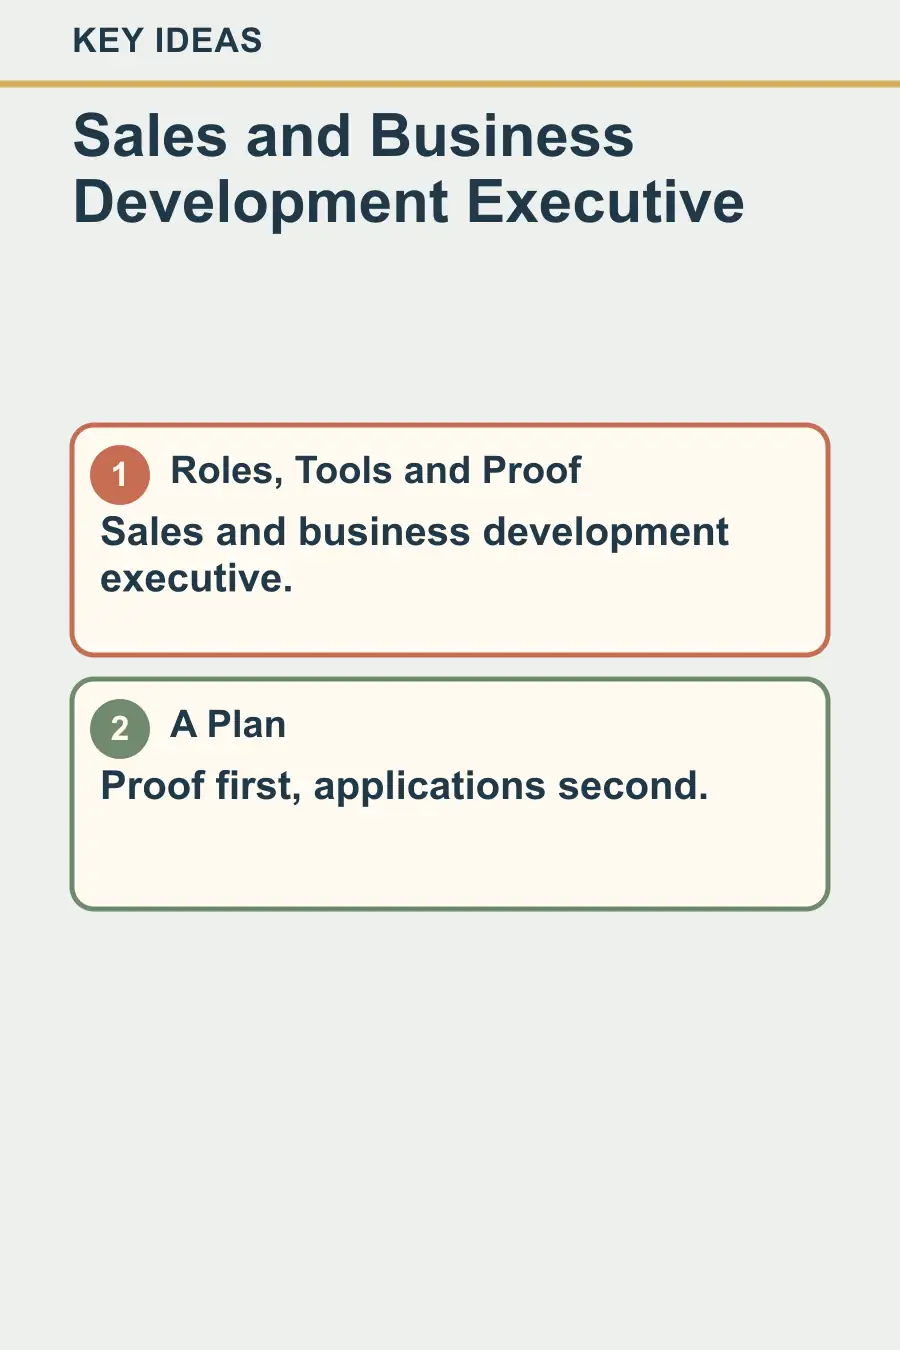 KEY IDEAS
Sales and Business
Development Executive
1 Roles, Tools and Proof
Sales and business development
executive.
2 A Plan
Proof first, applications second.